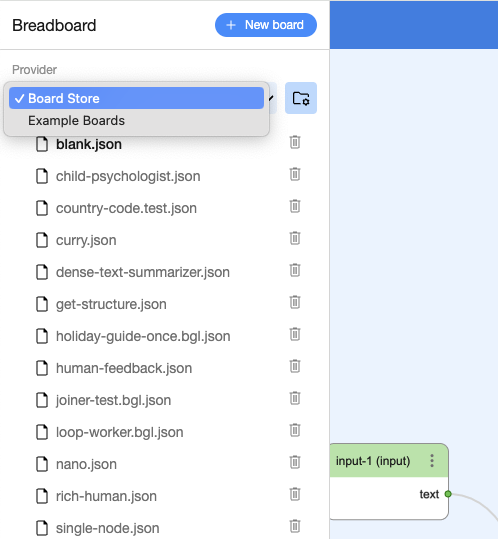 Breadboard
+ New board
Provider
✓ Board Store
Example Boards
blank.json
child-psychologist.json
country-code.test.json
curry.json
dense-text-summarizer.json
get-structure.json
holiday-guide-once.bgl.json
human-feedback.json
joiner-test.bgl.json
loop-worker.bgl.json
nano.json
input-1 (input)
text
rich-human.json
single-node.json